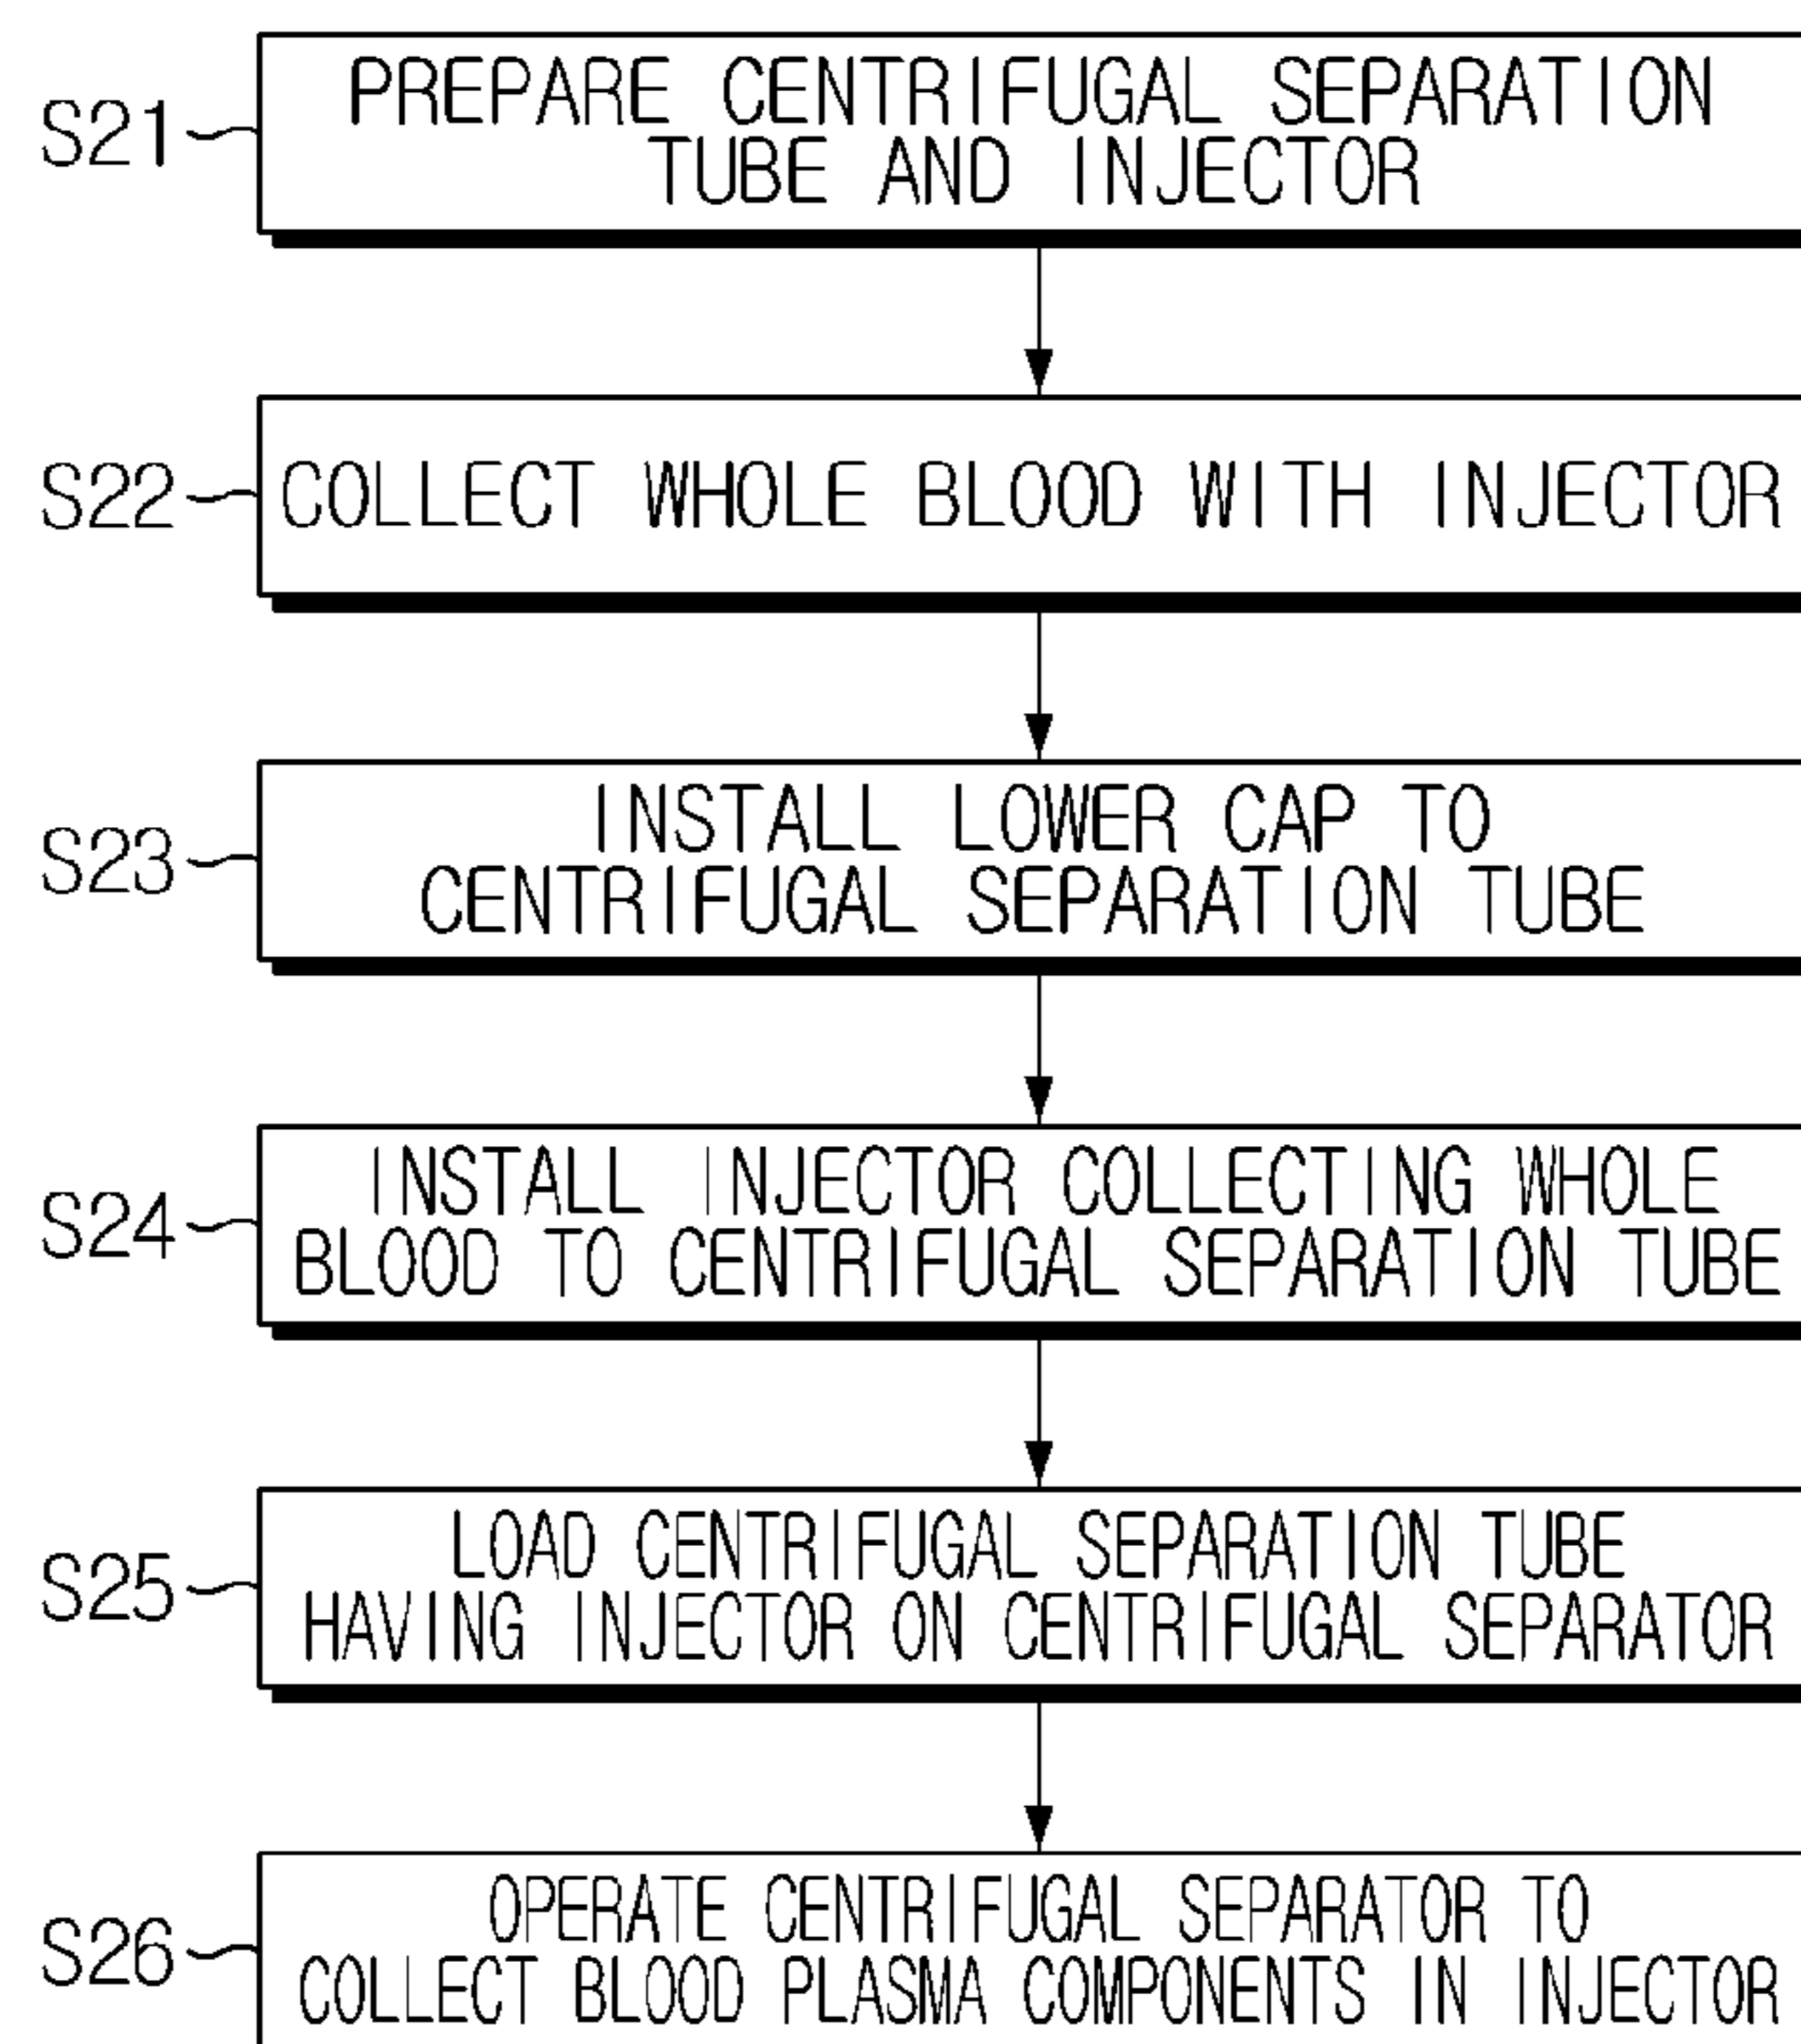 S21
PREPARE CENTRIFUGAL SEPARATION
TUBE AND INJECTOR
S22
COLLECT WHOLE BLOOD WITH INJECTOR
S23
INSTALL LOWER CAP TO
CENTRIFUGAL SEPARATION TUBE
S24
INSTALL INJECTOR COLLECTING WHOLE
BLOOD TO CENTRIFUGAL SEPARATION TUBE
S25
LOAD CENTRIFUGAL SEPARATION TUBE
HAVING INJECTOR ON CENTRIFUGAL SEPARATOR
S26
OPERATE CENTRIFUGAL SEPARATOR TO
COLLECT BLOOD PLASMA COMPONENTS IN INJECTOR